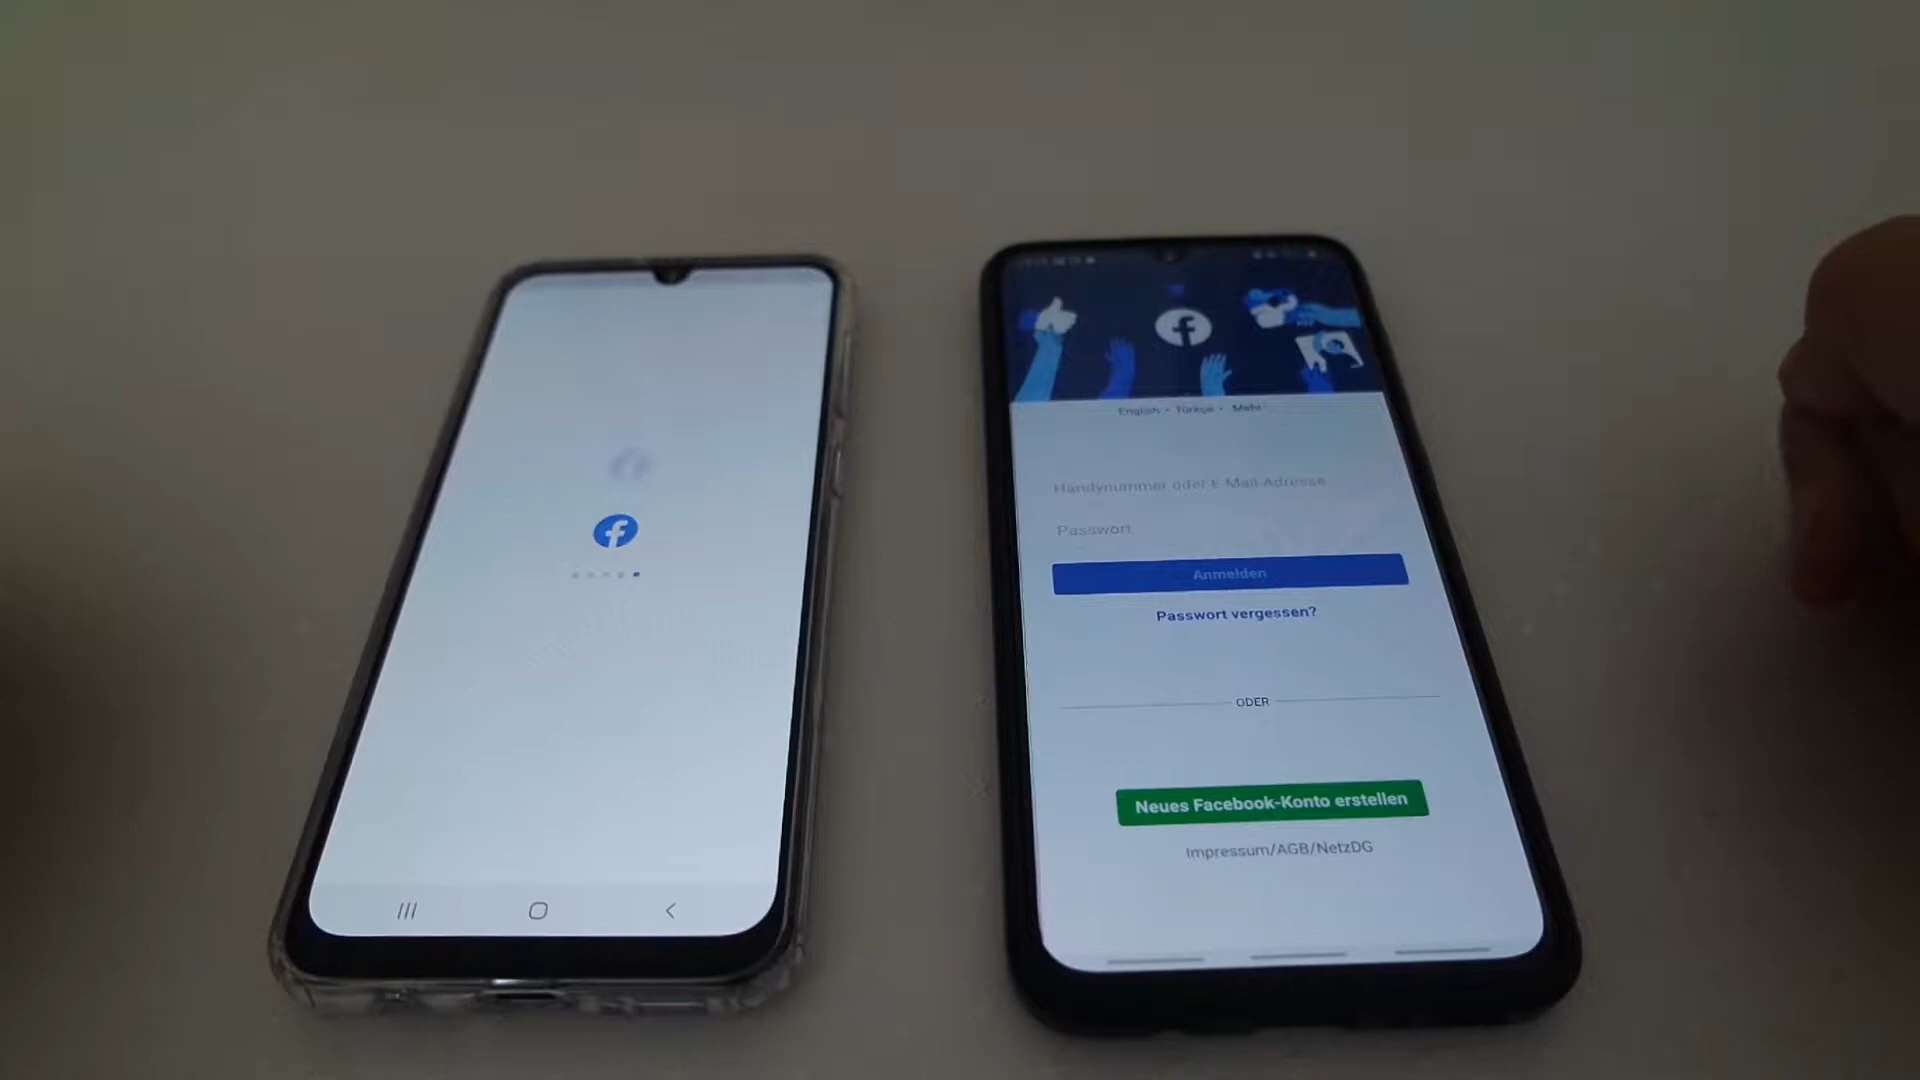 English · Türkçe · Mehr
Handynummer oder E-Mail-Adresse
Passwort
Anmelden
Passwort vergessen?
ODER
Neues Facebook-Konto erstellen
Impressum/AGB/NetzDG